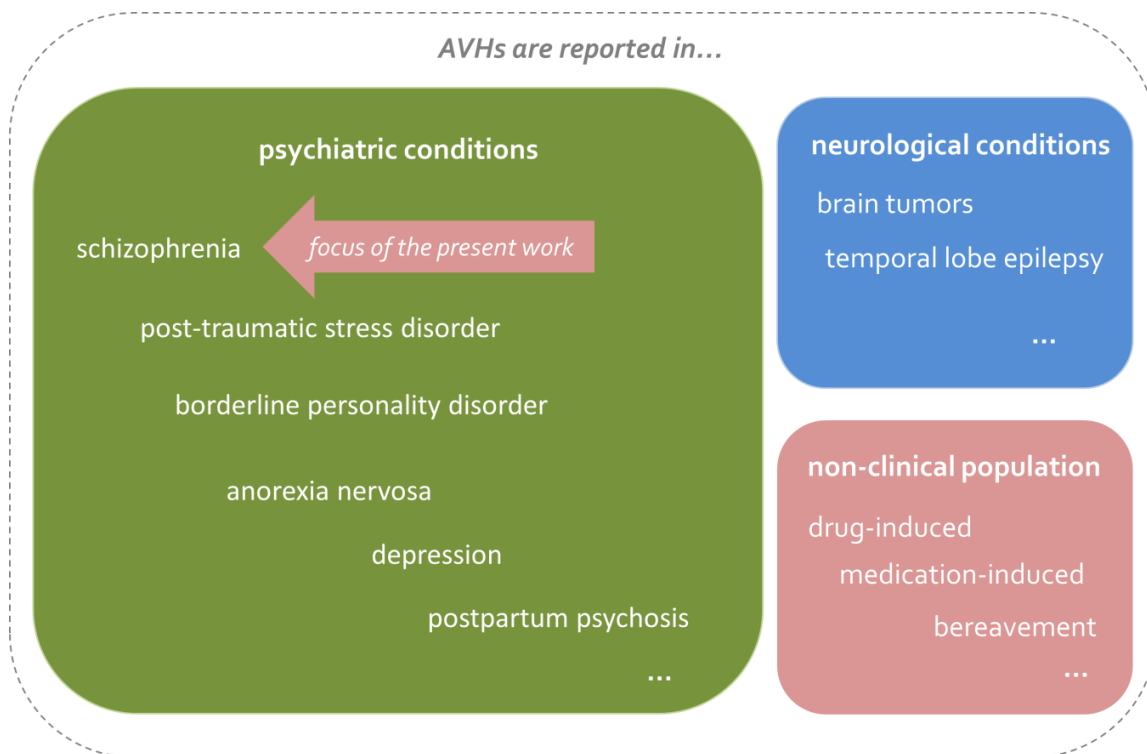 AVHs are reported in...
psychiatric conditions
schizophrenia
focus of the present work
post-traumatic stress disorder
borderline personality disorder
anorexia nervosa
depression
postpartum psychosis
...
neurological conditions
brain tumors
temporal lobe epilepsy
...
non-clinical population
drug-induced
medication-induced
bereavement
...